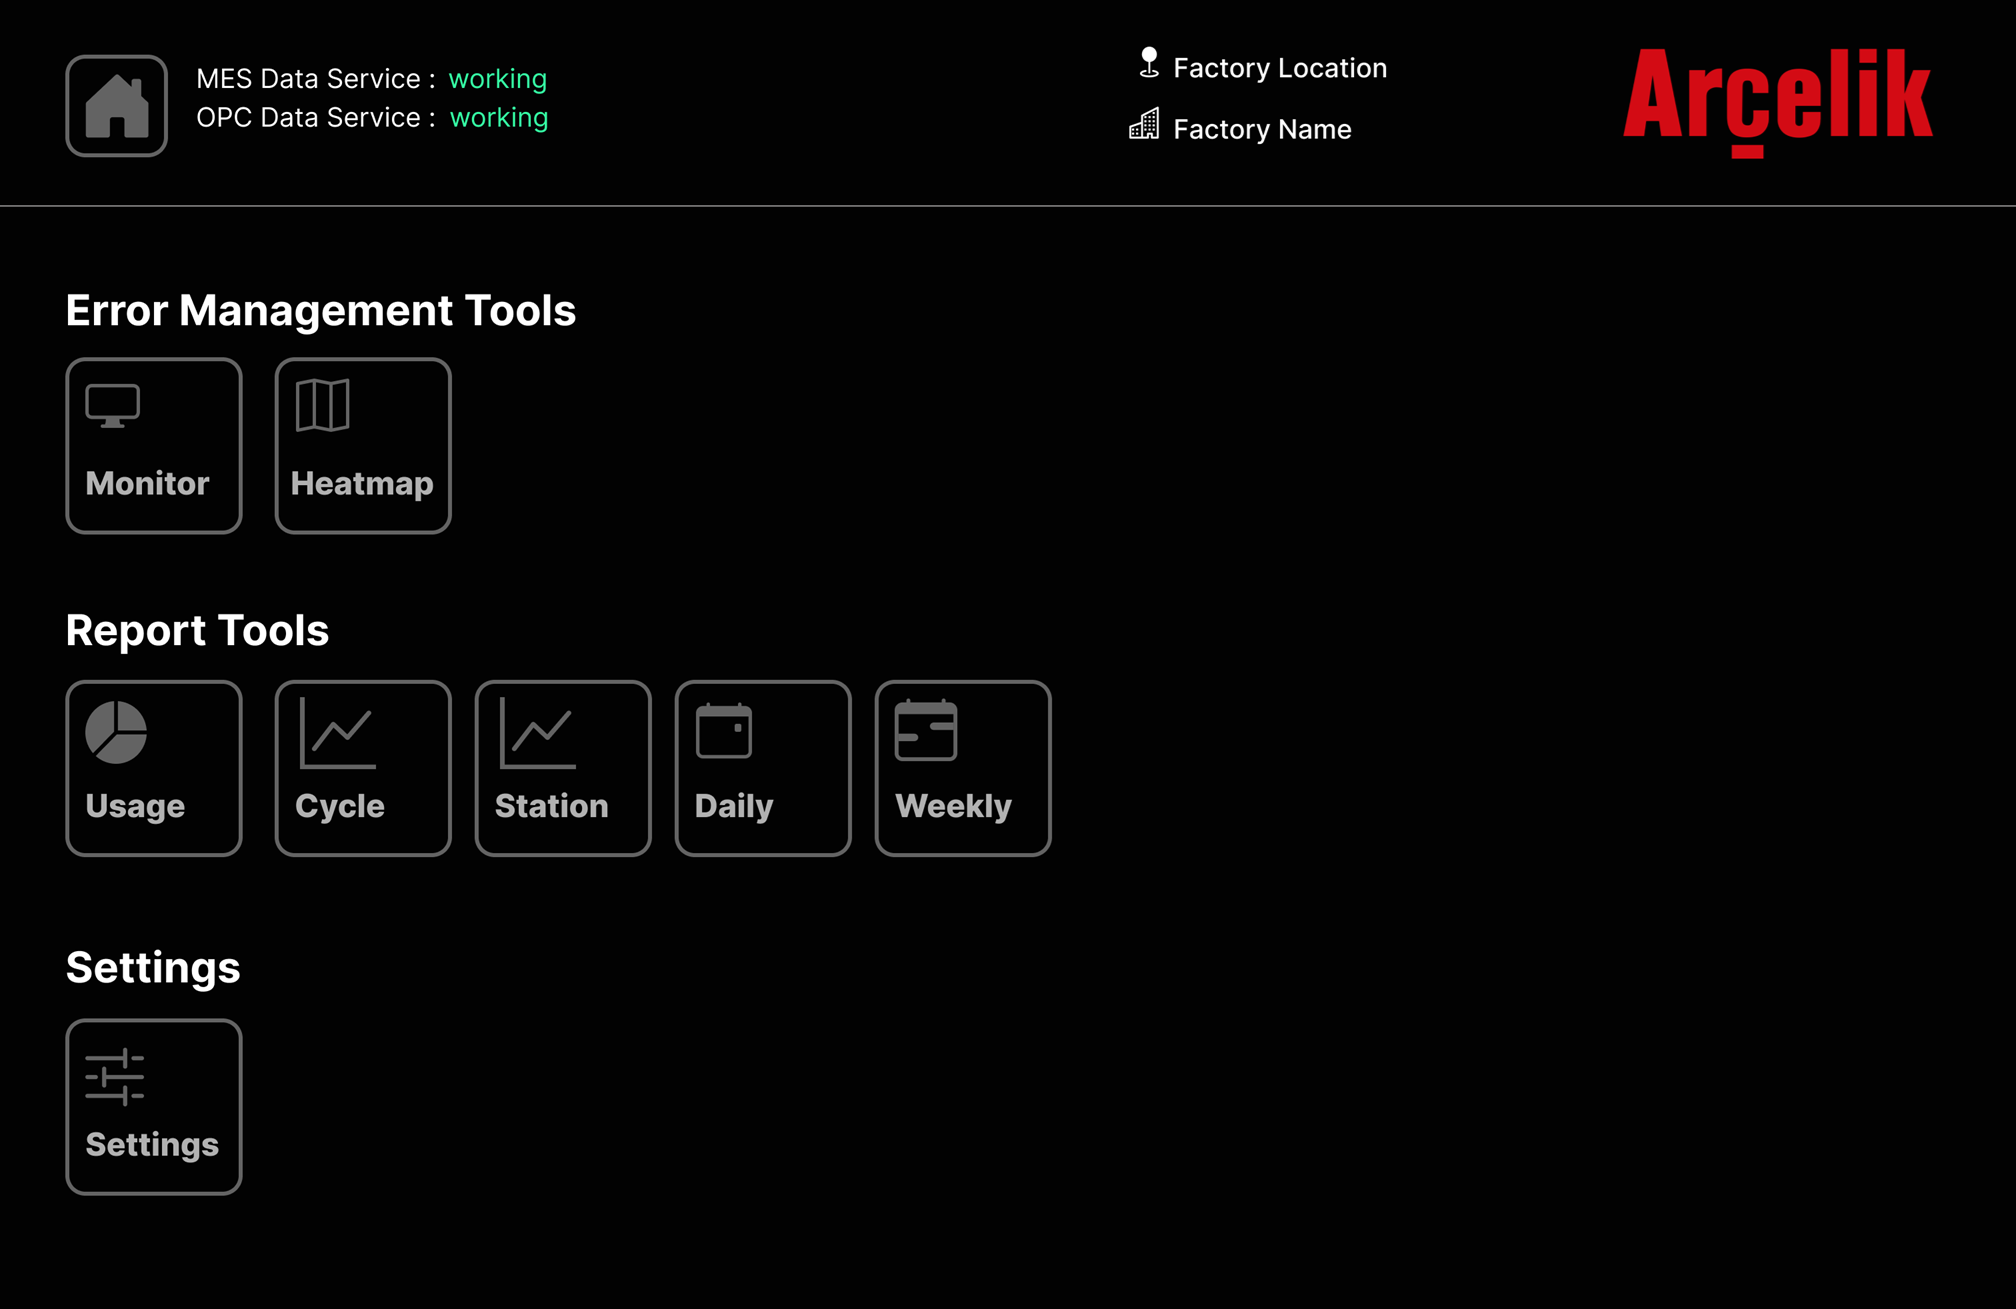 MES Data Service : working
OPC Data Service : working
Factory Location
Factory Name
Arçelik
Error Management Tools
Monitor
Heatmap
Report Tools
Usage
Cycle
Station
Daily
Weekly
Settings
Settings